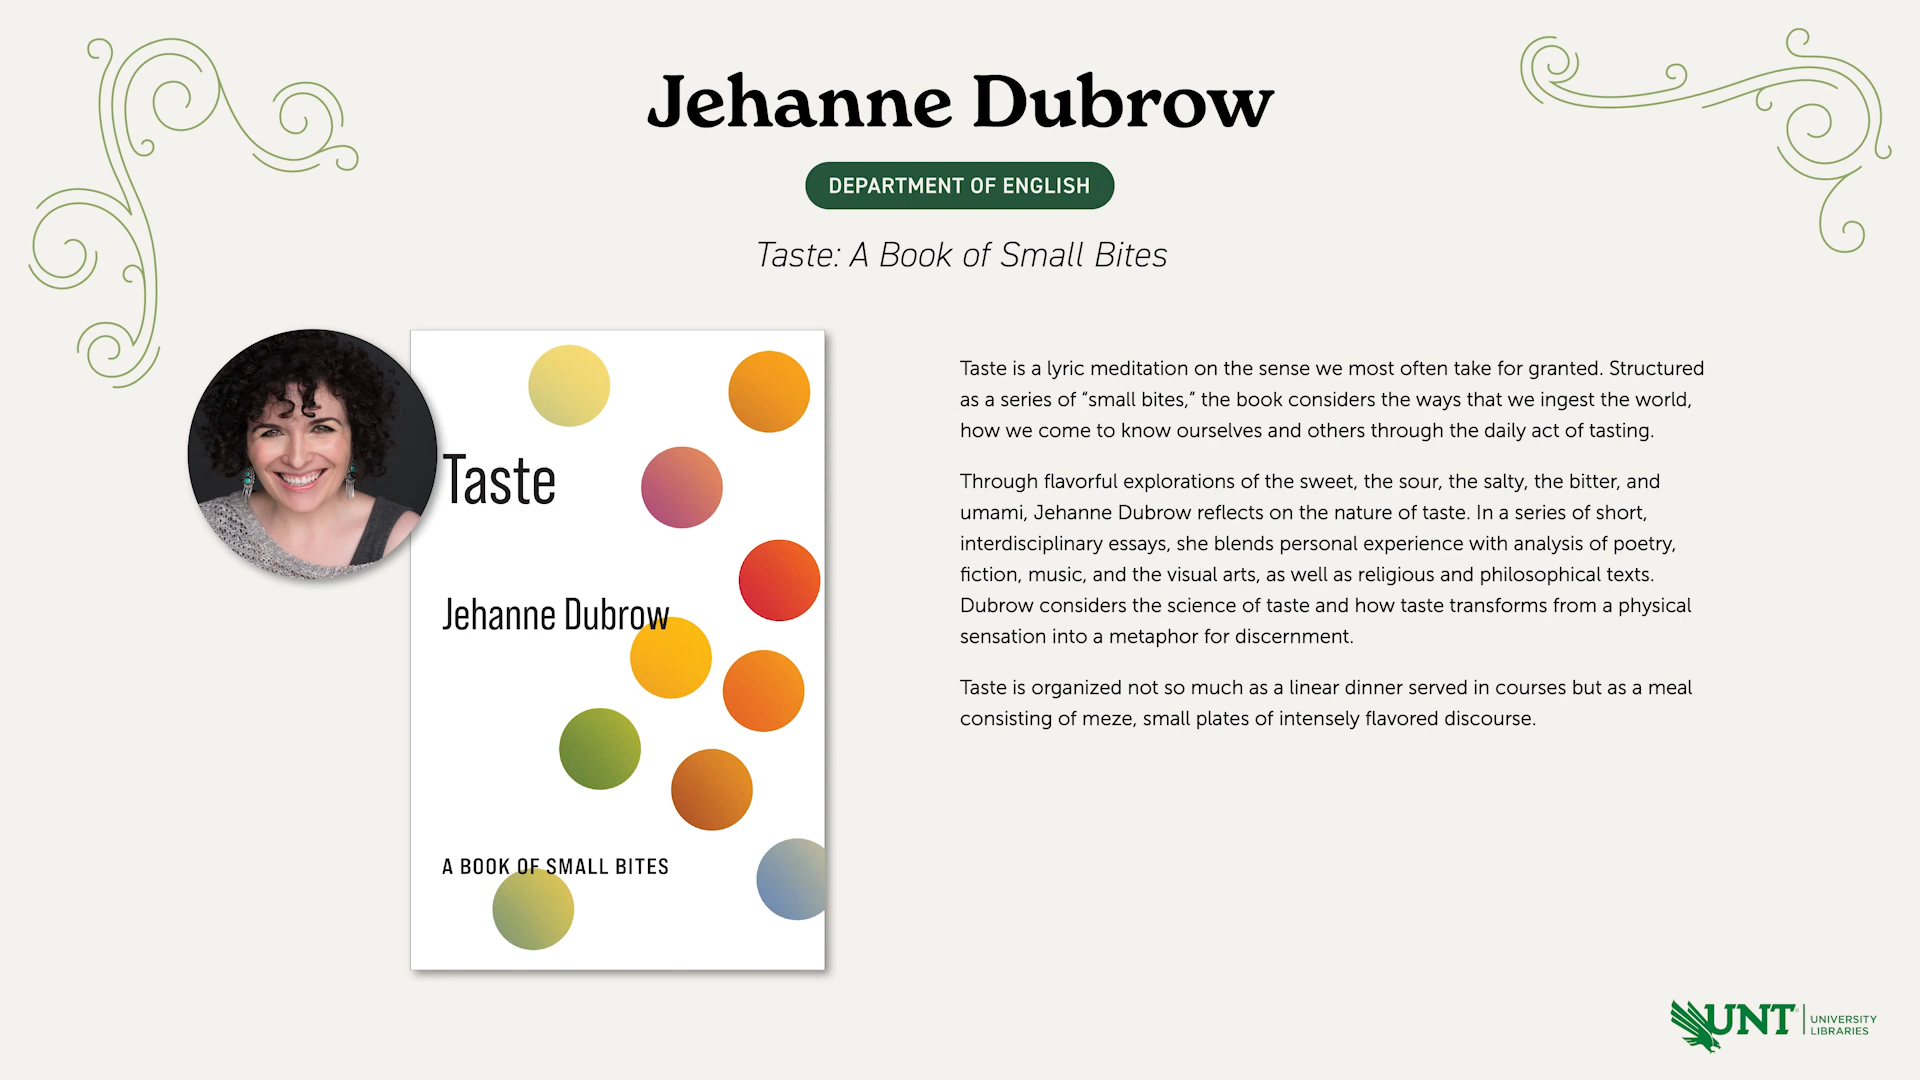 Jehanne Dubrow
DEPARTMENT OF ENGLISH
Taste: A Book of Small Bites
Taste
Jehanne Dubrow
A BOOK OF SMALL BITES
Taste is a lyric meditation on the sense we most often take for granted. Structured
as a series of “small bites,” the book considers the ways that we ingest the world,
how we come to know ourselves and others through the daily act of tasting.
Through flavorful explorations of the sweet, the sour, the salty, the bitter, and
umami, Jehanne Dubrow reflects on the nature of taste. In a series of short,
interdisciplinary essays, she blends personal experience with analysis of poetry,
fiction, music, and the visual arts, as well as religious and philosophical texts.
Dubrow considers the science of taste and how taste transforms from a physical
sensation into a metaphor for discernment.
Taste is organized not so much as a linear dinner served in courses but as a meal
consisting of meze, small plates of intensely flavored discourse.
UNT
UNIVERSITY
LIBRARIES